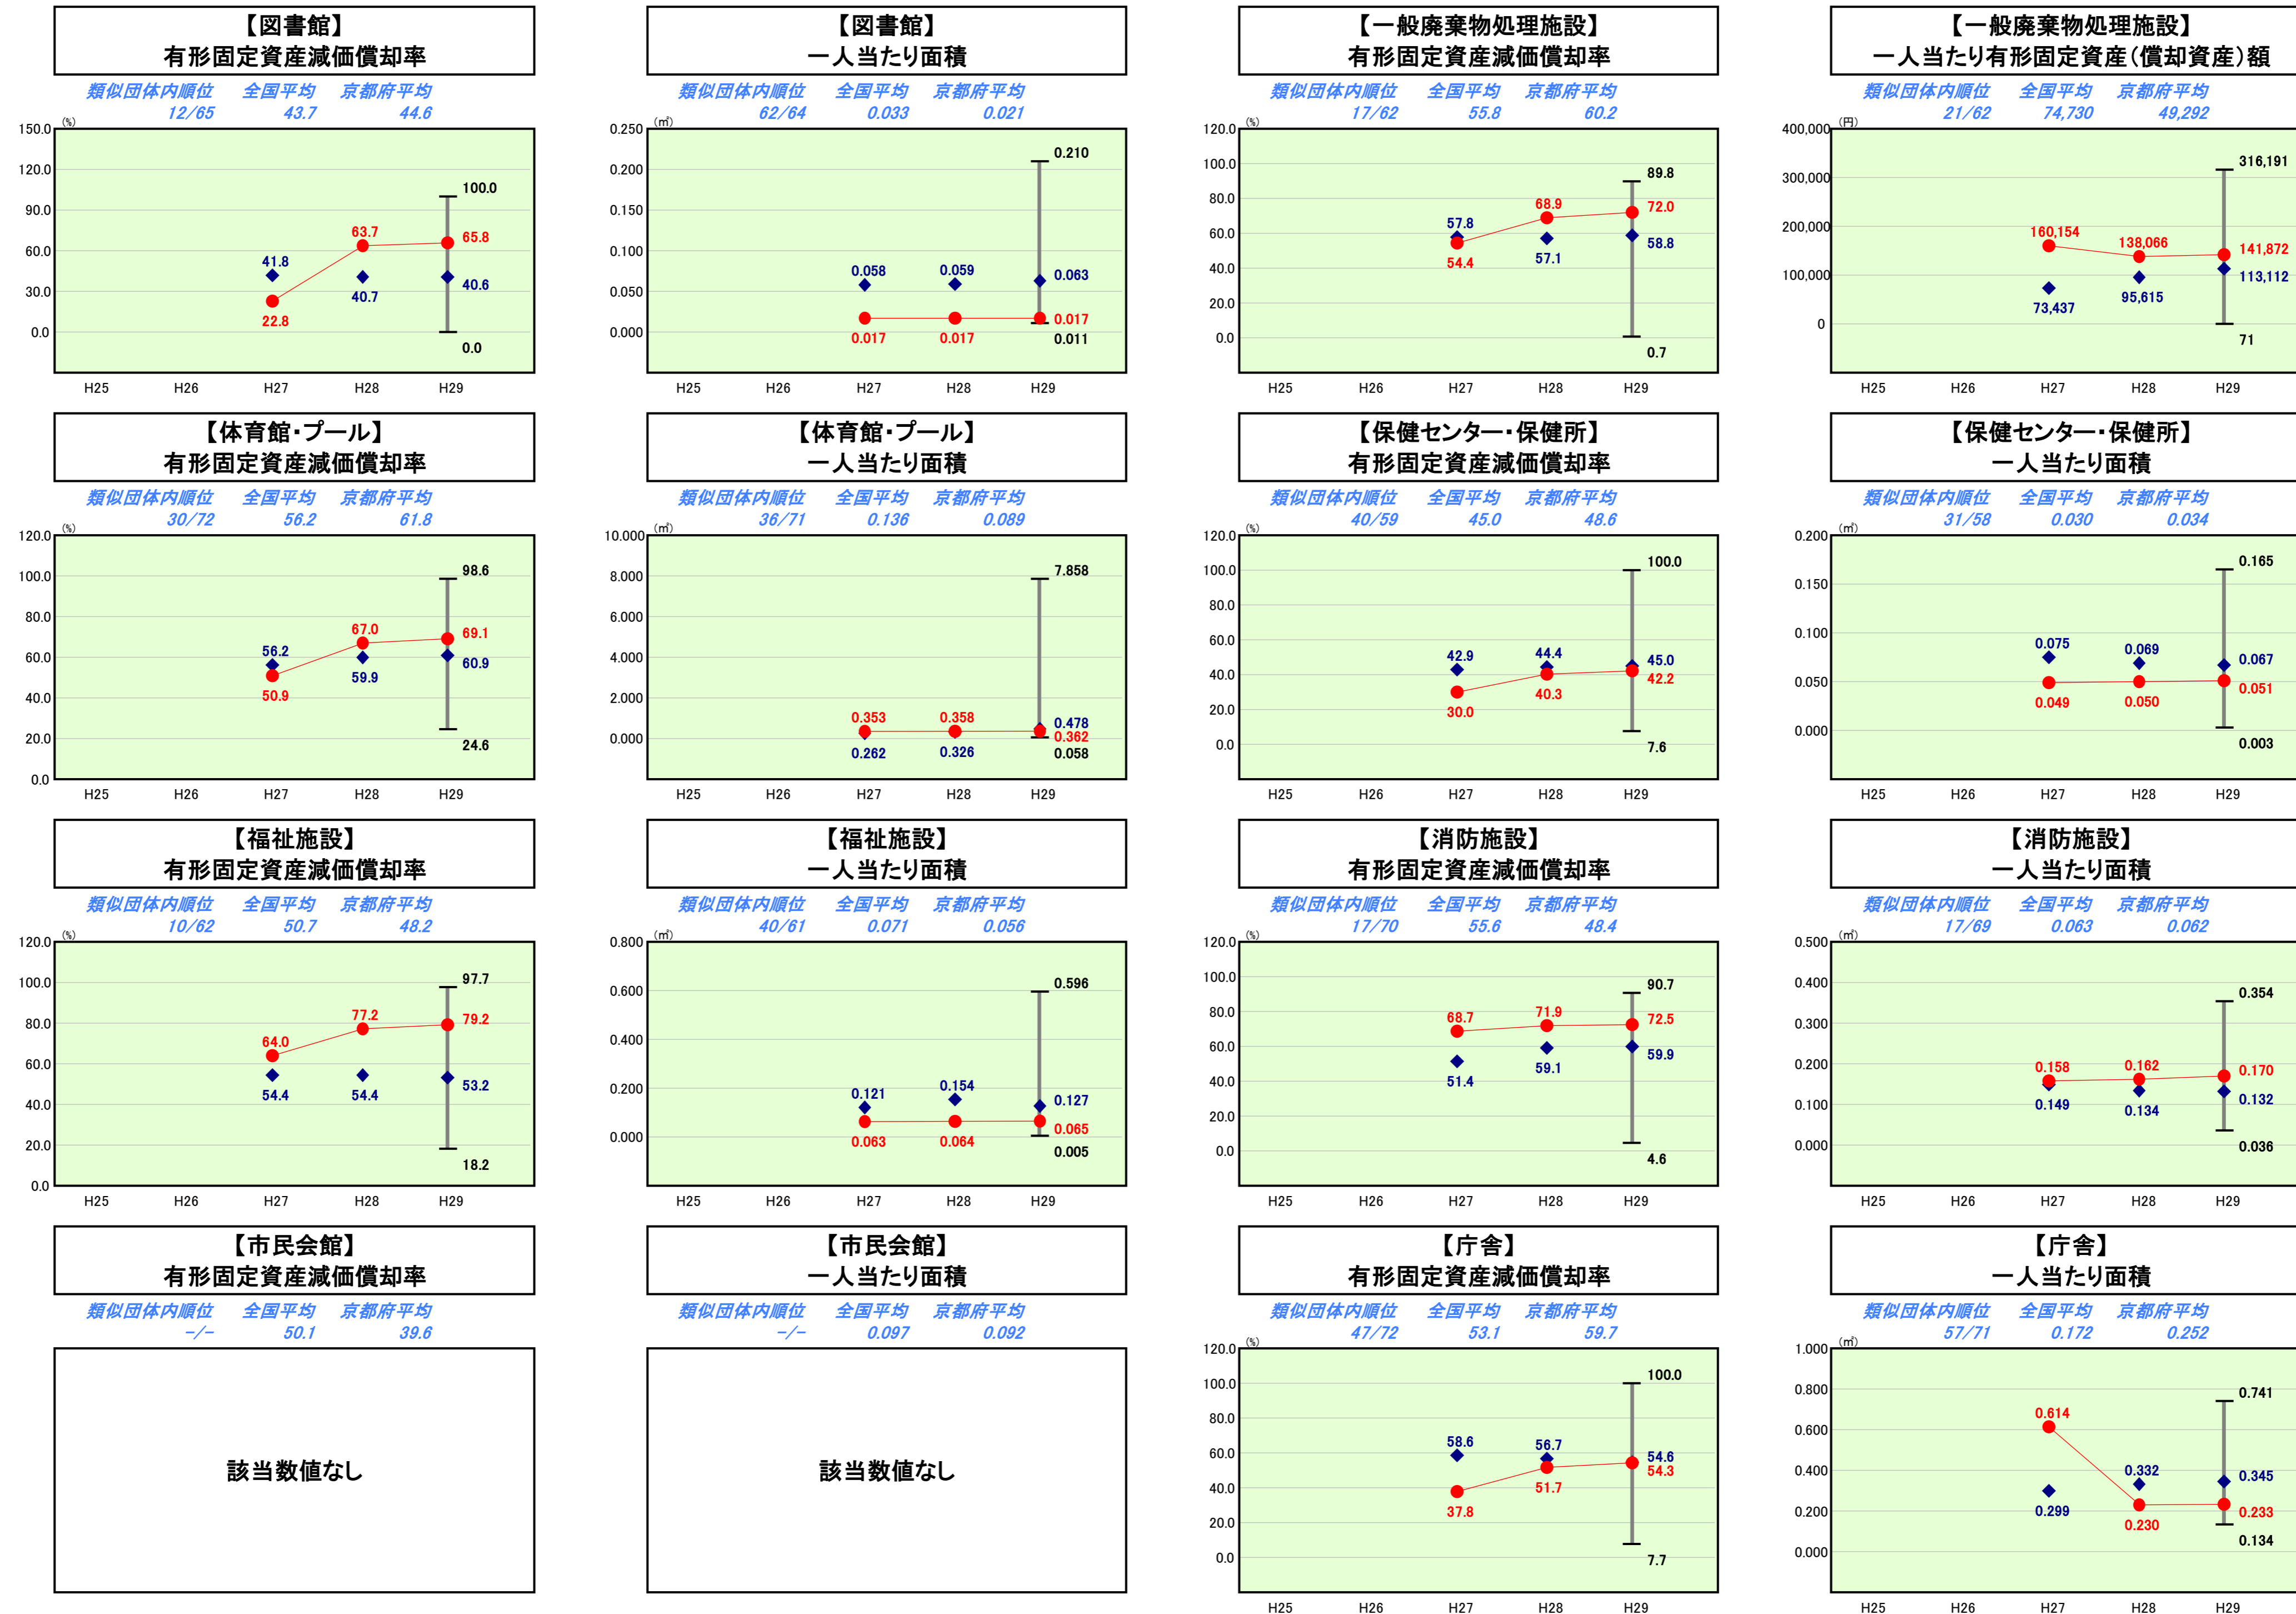 【図書館】
有形固定資産減価償却率
類似団体内順位 全国平均 京都府平均
12/65 43.7 44.6
(%)
150.0
120.0
90.0
60.0
30.0
0.0
41.8
22.8
63.7
40.7
100.0
65.8
40.6
0.0
H25 H26 H27 H28 H29
【図書館】
一人当たり面積
類似団体内順位 全国平均 京都府平均
62/64 0.033 0.021
(㎡)
0.250
0.200
0.150
0.100
0.050
0.000
0.058
0.017
0.059
0.017
0.210
0.063
0.017
0.011
H25 H26 H27 H28 H29
【一般廃棄物処理施設】
有形固定資産減価償却率
類似団体内順位 全国平均 京都府平均
17/62 55.8 60.2
(%)
120.0
100.0
80.0
60.0
40.0
20.0
0.0
57.8
54.4
68.9
57.1
89.8
72.0
58.8
0.7
H25 H26 H27 H28 H29
【一般廃棄物処理施設】
一人当たり有形固定資産(償却資産)額
類似団体内順位 全国平均 京都府平均
21/62 74,730 49,292
(円)
400,000
300,000
200,000
100,000
0
160,154
73,437
138,066
95,615
316,191
141,872
113,112
71
H25 H26 H27 H28 H29
【体育館・プール】
有形固定資産減価償却率
類似団体内順位 全国平均 京都府平均
30/72 56.2 61.8
(%)
120.0
100.0
80.0
60.0
40.0
20.0
0.0
56.2
50.9
67.0
59.9
98.6
69.1
60.9
24.6
H25 H26 H27 H28 H29
【体育館・プール】
一人当たり面積
類似団体内順位 全国平均 京都府平均
36/71 0.136 0.089
(㎡)
10.000
8.000
6.000
4.000
2.000
0.000
0.353
0.262
0.358
0.326
7.858
0.478
0.362
0.058
H25 H26 H27 H28 H29
【保健センター・保健所】
有形固定資産減価償却率
類似団体内順位 全国平均 京都府平均
40/59 45.0 48.6
(%)
120.0
100.0
80.0
60.0
40.0
20.0
0.0
42.9
30.0
44.4
40.3
100.0
45.0
42.2
7.6
H25 H26 H27 H28 H29
【保健センター・保健所】
一人当たり面積
類似団体内順位 全国平均 京都府平均
31/58 0.030 0.034
(㎡)
0.200
0.150
0.100
0.050
0.000
0.075
0.049
0.069
0.050
0.165
0.067
0.051
0.003
H25 H26 H27 H28 H29
【福祉施設】
有形固定資産減価償却率
類似団体内順位 全国平均 京都府平均
10/62 50.7 48.2
(%)
120.0
100.0
80.0
60.0
40.0
20.0
0.0
64.0
54.4
77.2
54.4
97.7
79.2
53.2
18.2
H25 H26 H27 H28 H29
【福祉施設】
一人当たり面積
類似団体内順位 全国平均 京都府平均
40/61 0.071 0.056
(㎡)
0.800
0.600
0.400
0.200
0.000
0.121
0.063
0.154
0.064
0.596
0.127
0.065
0.005
H25 H26 H27 H28 H29
【消防施設】
有形固定資産減価償却率
類似団体内順位 全国平均 京都府平均
17/70 55.6 48.4
(%)
120.0
100.0
80.0
60.0
40.0
20.0
0.0
68.7
51.4
71.9
59.1
90.7
72.5
59.9
4.6
H25 H26 H27 H28 H29
【消防施設】
一人当たり面積
類似団体内順位 全国平均 京都府平均
17/69 0.063 0.062
(㎡)
0.500
0.400
0.300
0.200
0.100
0.000
0.158
0.149
0.162
0.134
0.354
0.170
0.132
0.036
H25 H26 H27 H28 H29
【市民会館】
有形固定資産減価償却率
類似団体内順位 全国平均 京都府平均
-/- 50.1 39.6
該当数値なし
【市民会館】
一人当たり面積
類似団体内順位 全国平均 京都府平均
-/- 0.097 0.092
該当数値なし
【庁舎】
有形固定資産減価償却率
類似団体内順位 全国平均 京都府平均
47/72 53.1 59.7
(%)
120.0
100.0
80.0
60.0
40.0
20.0
0.0
58.6
37.8
56.7
51.7
100.0
54.6
54.3
7.7
H25 H26 H27 H28 H29
【庁舎】
一人当たり面積
類似団体内順位 全国平均 京都府平均
57/71 0.172 0.252
(㎡)
1.000
0.800
0.600
0.400
0.200
0.000
0.614
0.299
0.332
0.230
0.741
0.345
0.233
0.134
H25 H26 H27 H28 H29